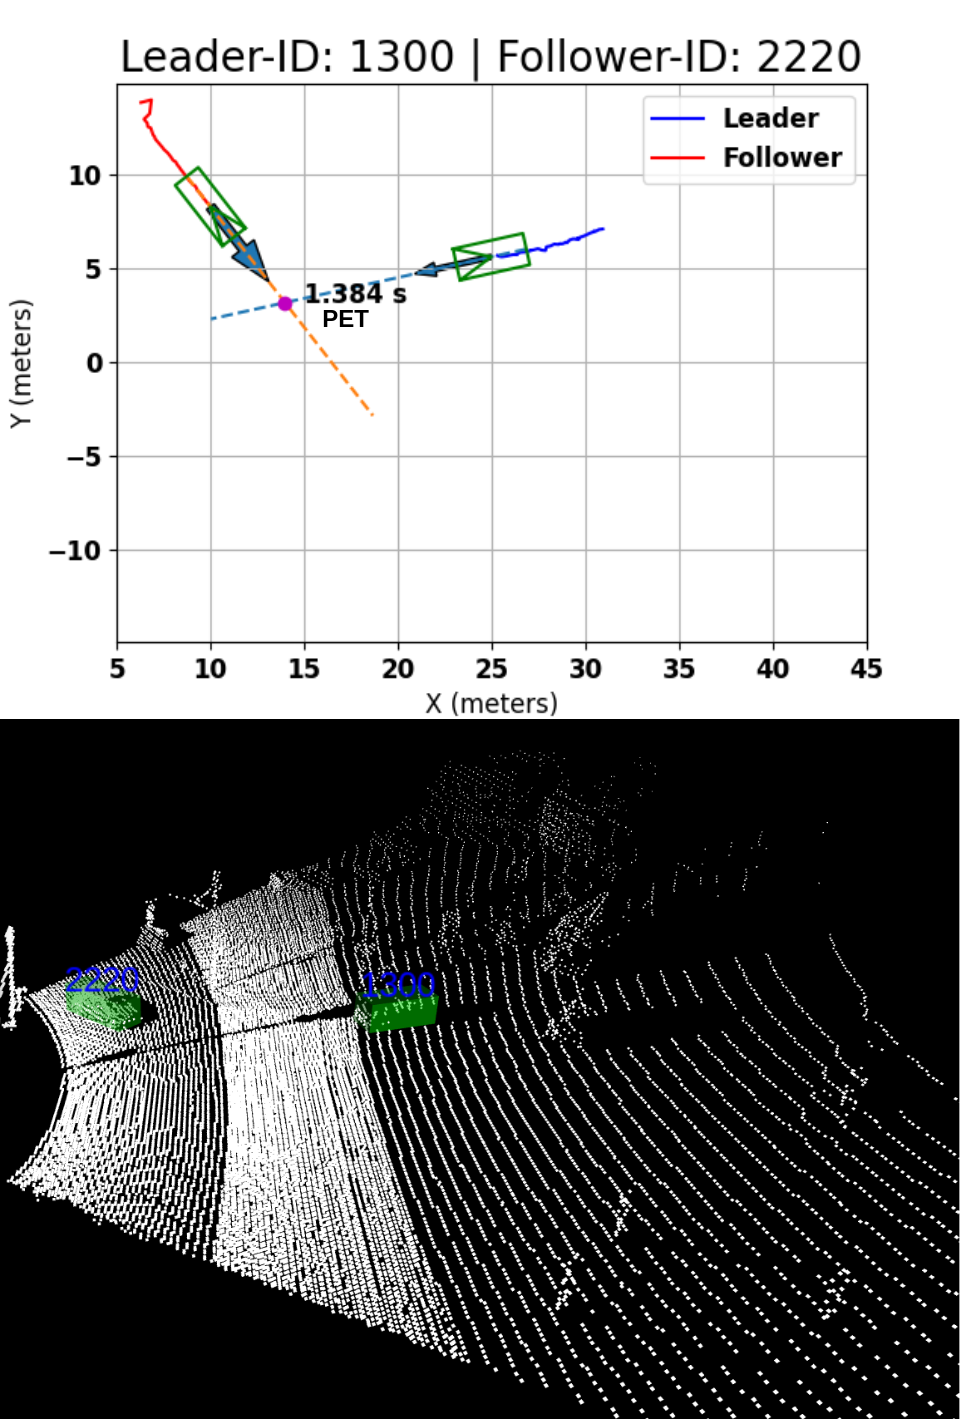 Leader-ID: 1300 | Follower-ID: 2220
Leader
Follower
10
5
0
−5
−10
Y (meters)
1.384 s
PET
5 10 15 20 25 30 35 40 45
X (meters)
2220 1300